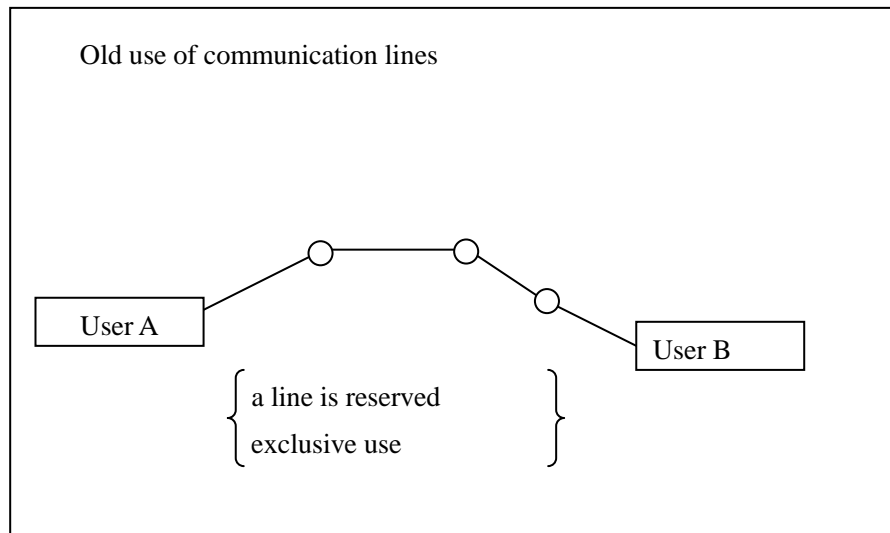 Old use of communication lines
User A
User B
a line is reserved
exclusive use